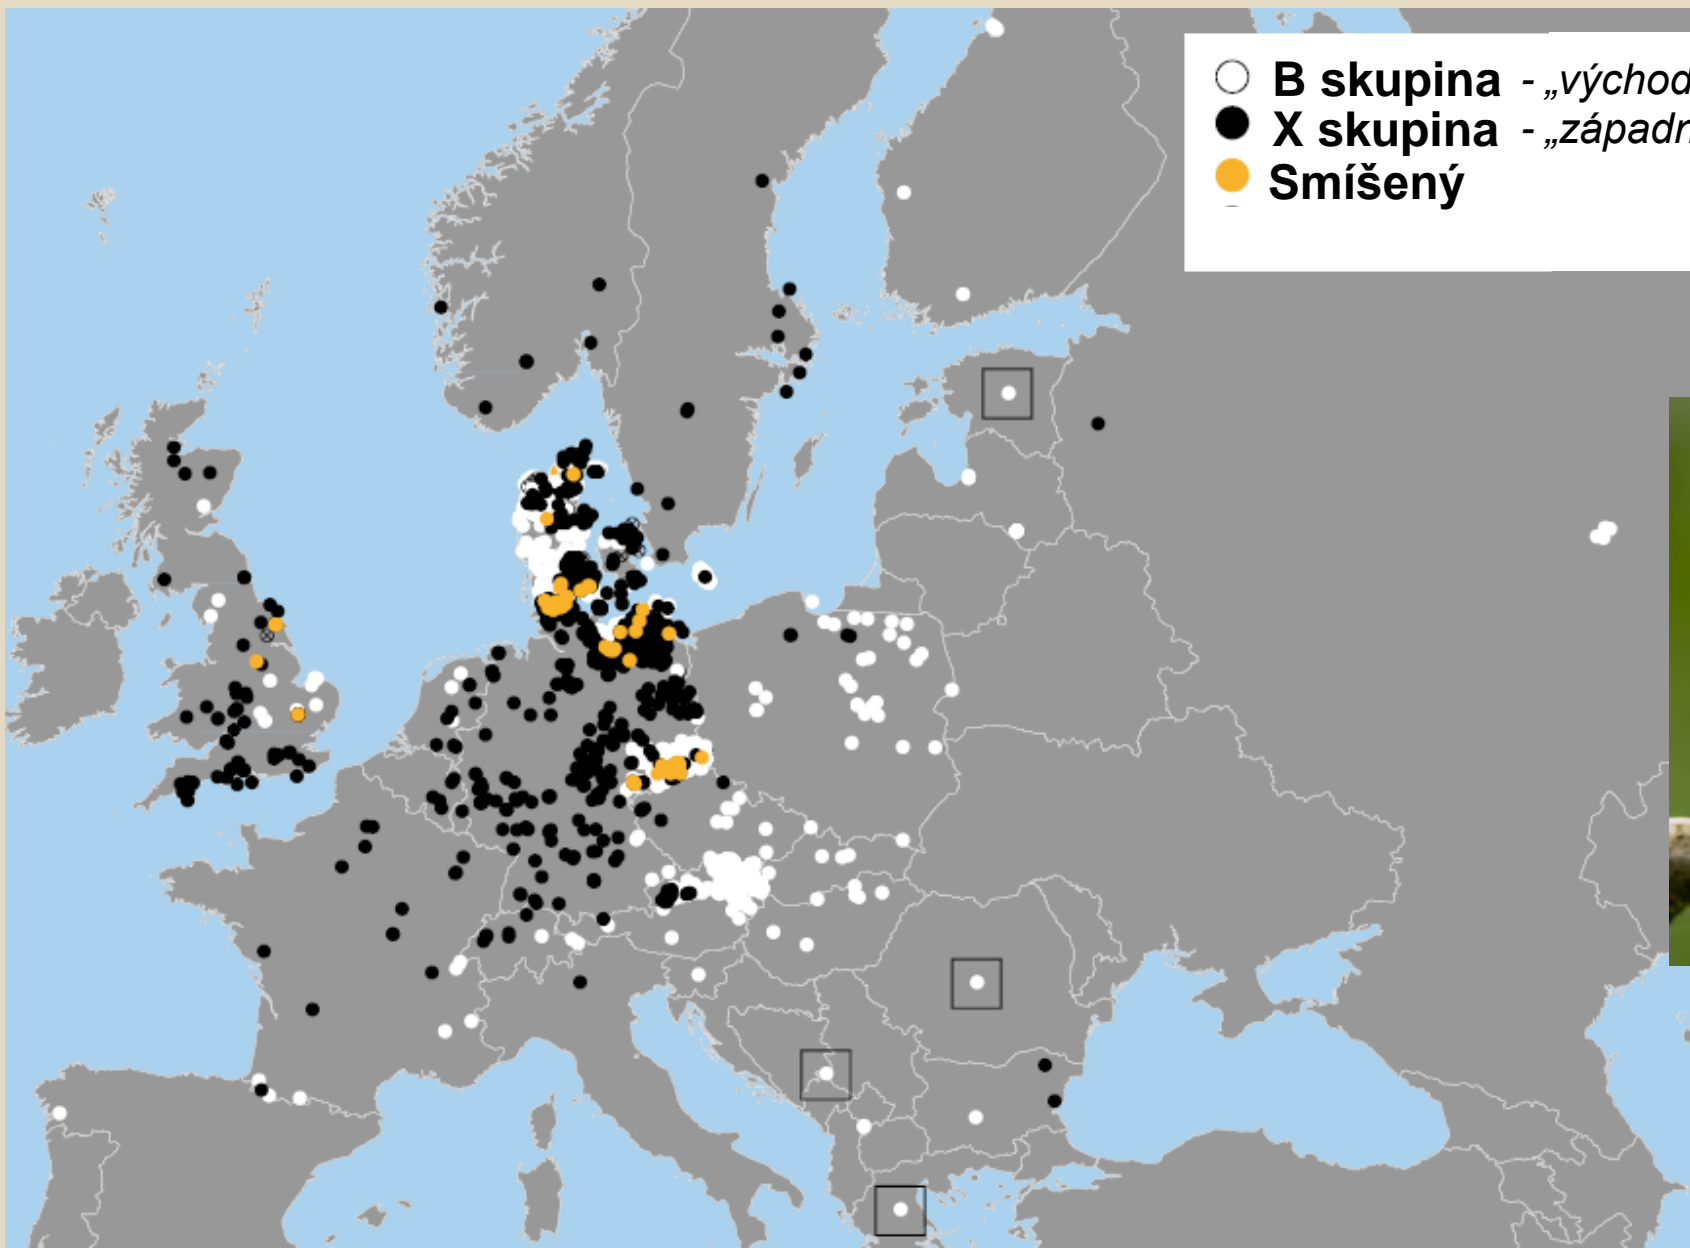 B skupina - „východ
X skupina - „západn
Smíšený